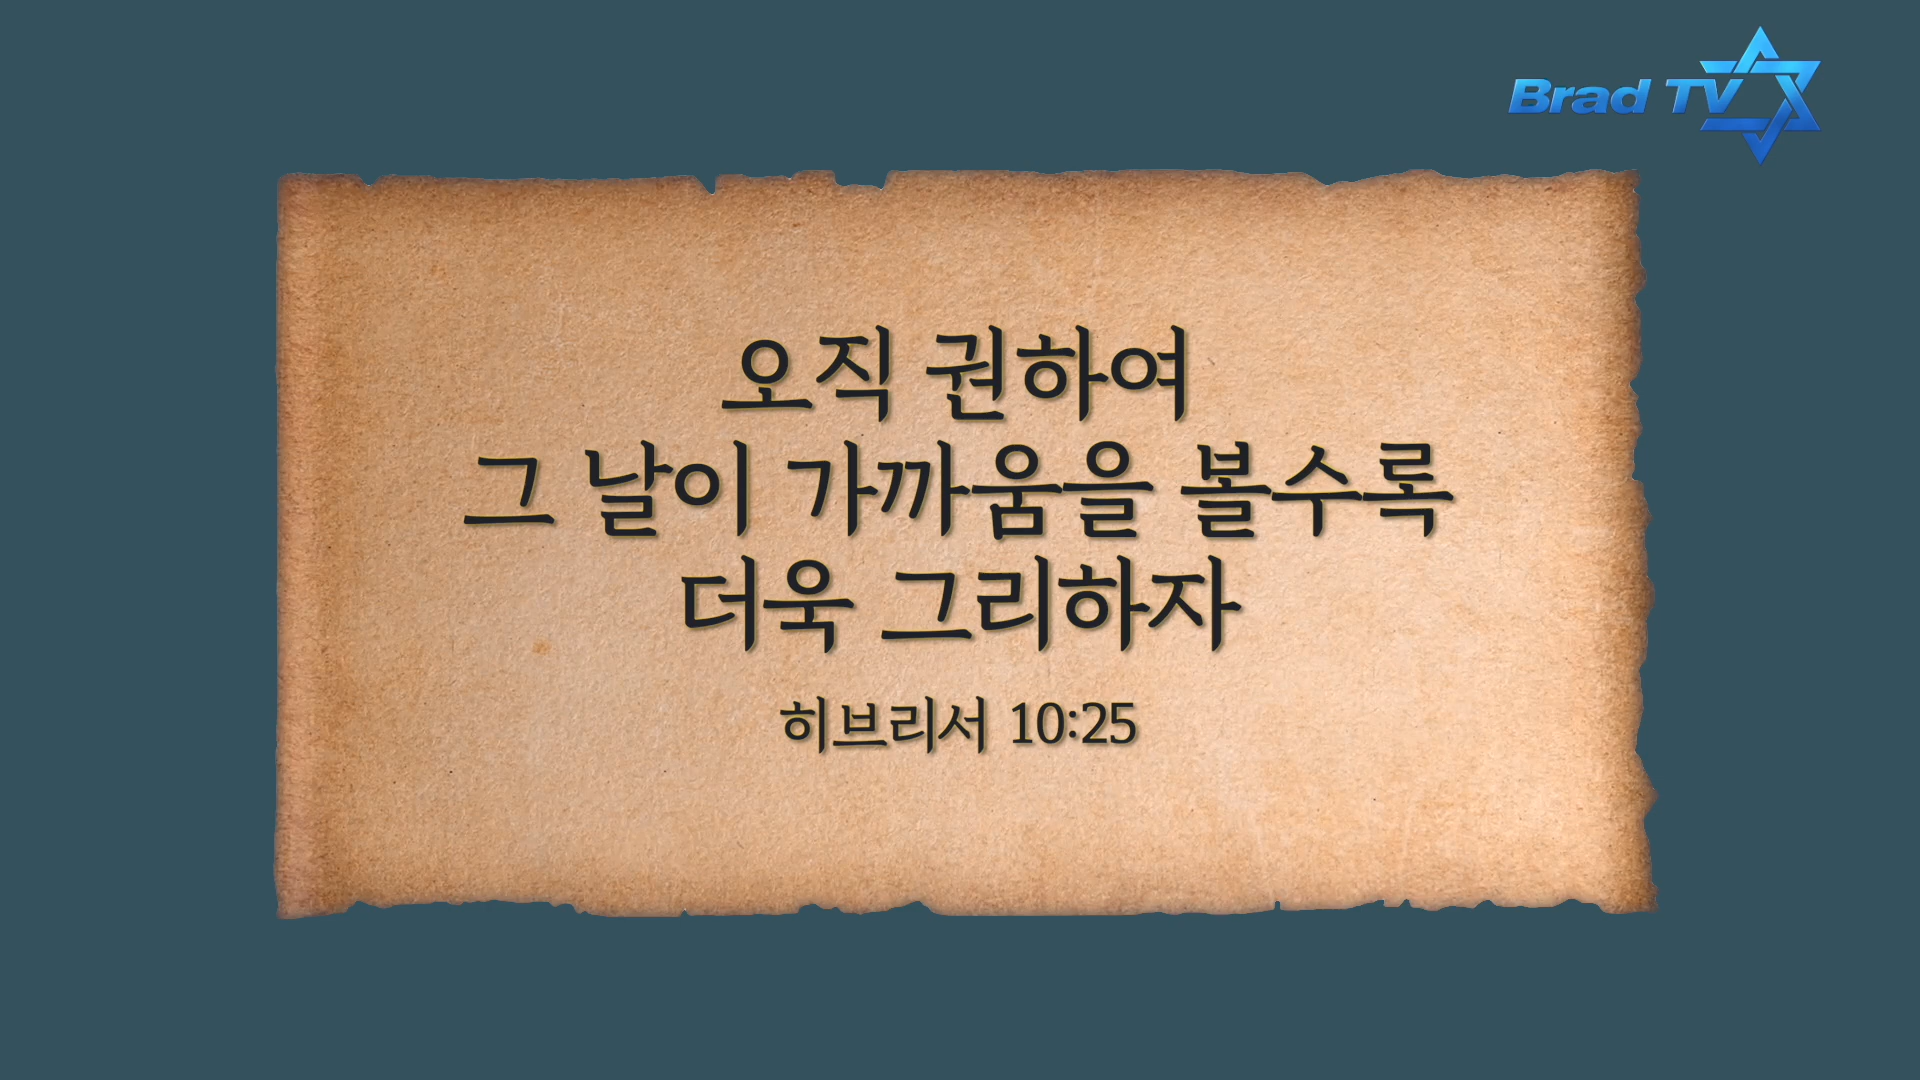 Brad TV
오직 권하여
그 날이 가까움을 볼수록
더욱 그리하자
히브리서 10:25